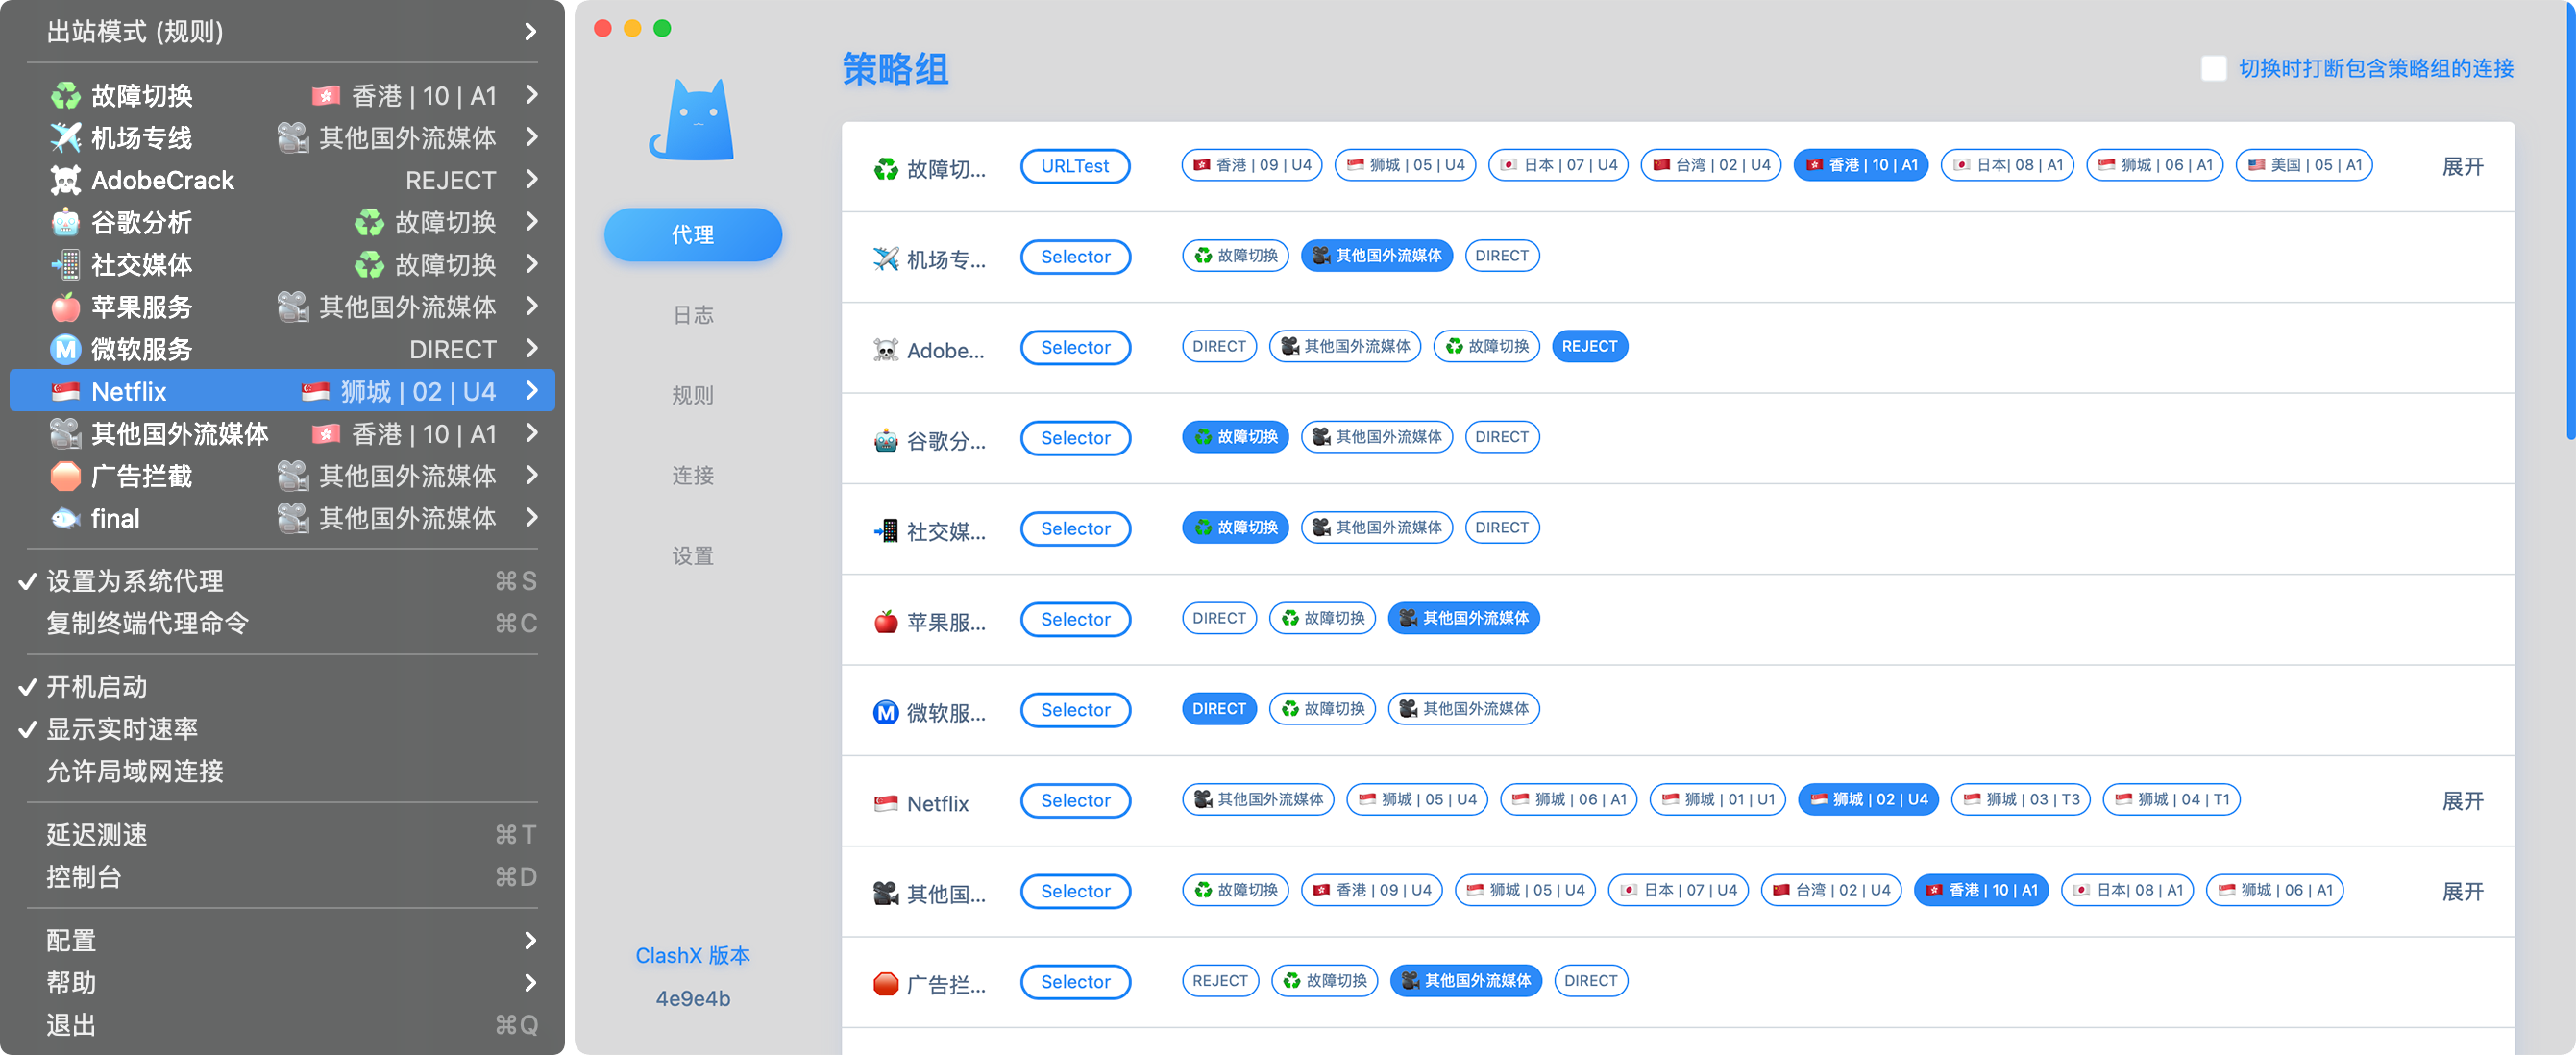 出站模式 (规则)
故障切换 香港 | 10 | A1
机场专线 其他国外流媒体
AdobeCrack REJECT
谷歌分析 故障切换
社交媒体 故障切换
苹果服务 其他国外流媒体
微软服务 DIRECT
Netflix 狮城 | 02 | U4
其他国外流媒体 香港 | 10 | A1
广告拦截 其他国外流媒体
final 其他国外流媒体
设置为系统代理 ⌘S
复制终端代理命令 ⌘C
开机启动
显示实时速率
允许局域网连接
延迟测速 ⌘T
控制台 ⌘D
配置
帮助
退出 ⌘Q
代理
日志
规则
连接
设置
ClashX 版本
4e9e4b
策略组 切换时打断包含策略组的连接
故障切... URLTest 香港 | 09 | U4 狮城 | 05 | U4 日本 | 07 | U4 台湾 | 02 | U4 香港 | 10 | A1 日本| 08 | A1 狮城 | 06 | A1 美国 | 05 | A1 展开
机场专... Selector 故障切换 其他国外流媒体 DIRECT
Adobe... Selector DIRECT 其他国外流媒体 故障切换 REJECT
谷歌分... Selector 故障切换 其他国外流媒体 DIRECT
社交媒... Selector 故障切换 其他国外流媒体 DIRECT
苹果服... Selector DIRECT 故障切换 其他国外流媒体
M 微软服... Selector DIRECT 故障切换 其他国外流媒体
Netflix Selector 其他国外流媒体 狮城 | 05 | U4 狮城 | 06 | A1 狮城 | 01 | U1 狮城 | 02 | U4 狮城 | 03 | T3 狮城 | 04 | T1 展开
其他国... Selector 故障切换 香港 | 09 | U4 狮城 | 05 | U4 日本 | 07 | U4 台湾 | 02 | U4 香港 | 10 | A1 日本| 08 | A1 狮城 | 06 | A1 展开
广告拦... Selector REJECT 故障切换 其他国外流媒体 DIRECT